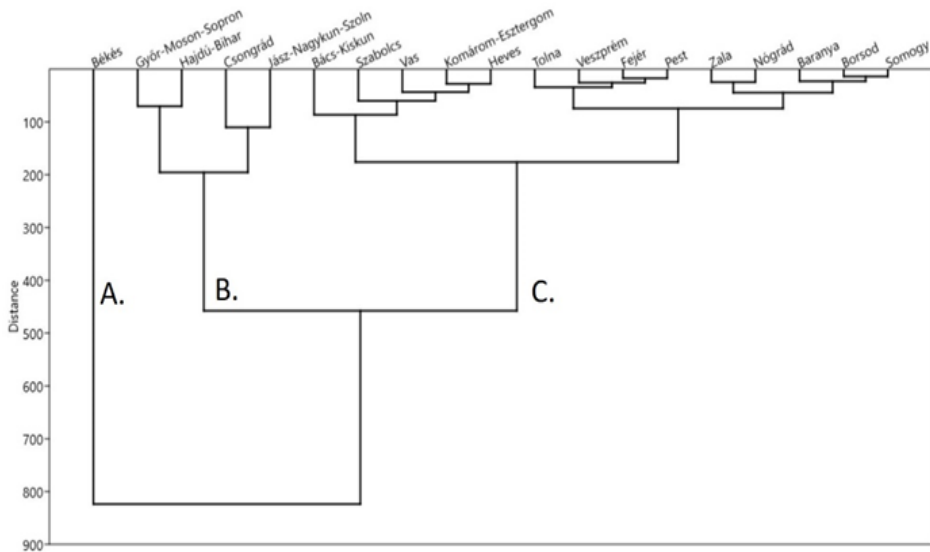 Békés
Győr-Moson-Sopron
Hajdú-Bihar
Csongrád
Jász-Nagykun-Szoln
Bács-Kiskun
Szabolcs
Vas
Komárom-Esztergom
Heves
Tolna
Veszprém
Fejér
Pest
Zala
Nógrád
Baranya
Borsod
Somogy
100
200
300
400
500
600
700
800
900
Distance
A.
B.
C.